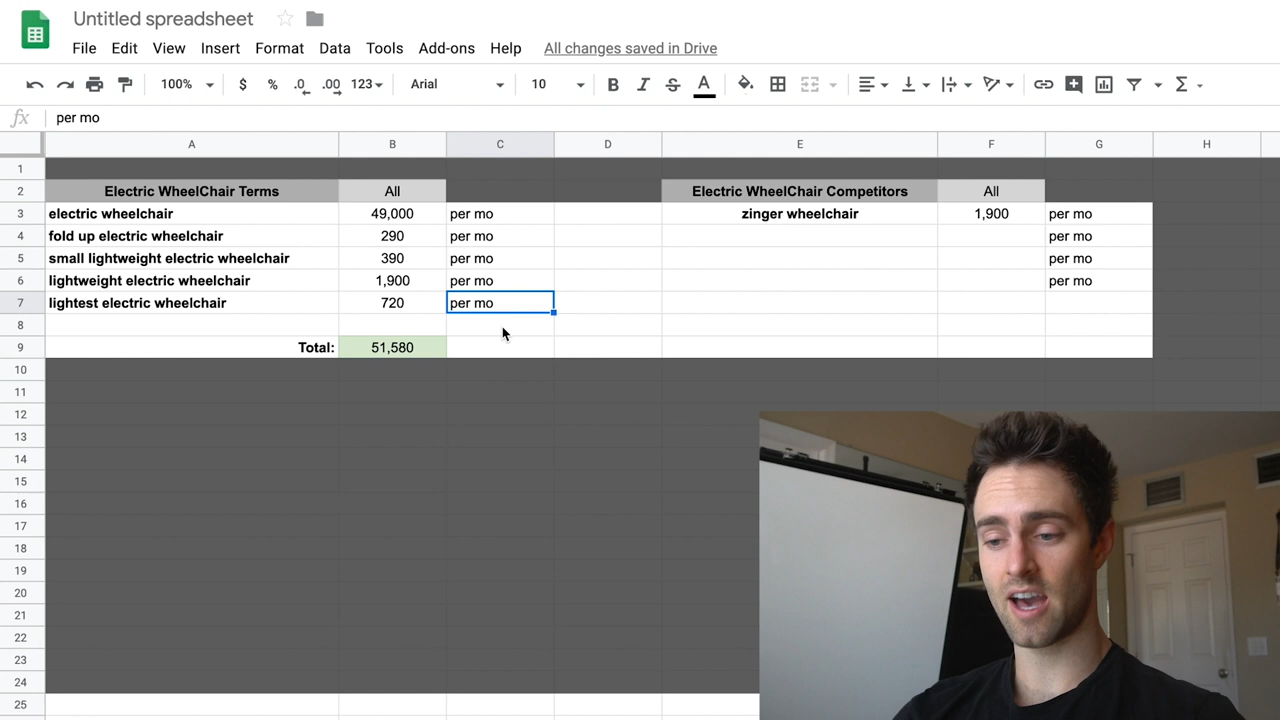 Untitled spreadsheet
File Edit View Insert Format Data Tools Add-ons Help All changes saved in Drive
100% $ % .0 .00 123 Arial 10 B I S A Σ
fx per mo
A B C D E F G H
1
2 Electric WheelChair Terms All Electric WheelChair Competitors All
3 electric wheelchair 49,000 per mo zinger wheelchair 1,900 per mo
4 fold up electric wheelchair 290 per mo per mo
5 small lightweight electric wheelchair 390 per mo per mo
6 lightweight electric wheelchair 1,900 per mo per mo
7 lightest electric wheelchair 720 per mo
8
9 Total: 51,580
10
11
12
13
14
15
16
17
18
19
20
21
22
23
24
25